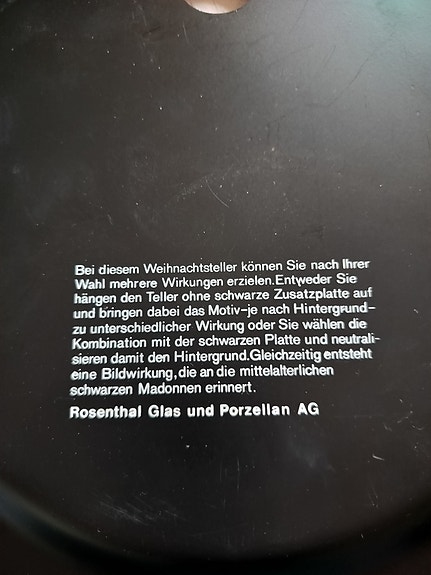 Bei diesem Weihnachtsteller können Sie nach Ihrer
Wahl mehrere Wirkungen erzielen.Entweder Sie
hängen den Teller ohne schwarze Zusatzplatte auf
und bringen dabei das Motiv-je nach Hintergrund-
zu unterschiedlicher Wirkung oder Sie wählen die
Kombination mit der schwarzen Platte und neutrali-
sieren damit den Hintergrund.Gleichzeitig entsteht
eine Bildwirkung,die an die mittelalterlichen
schwarzen Madonnen erinnert.
Rosenthal Glas und Porzellan AG